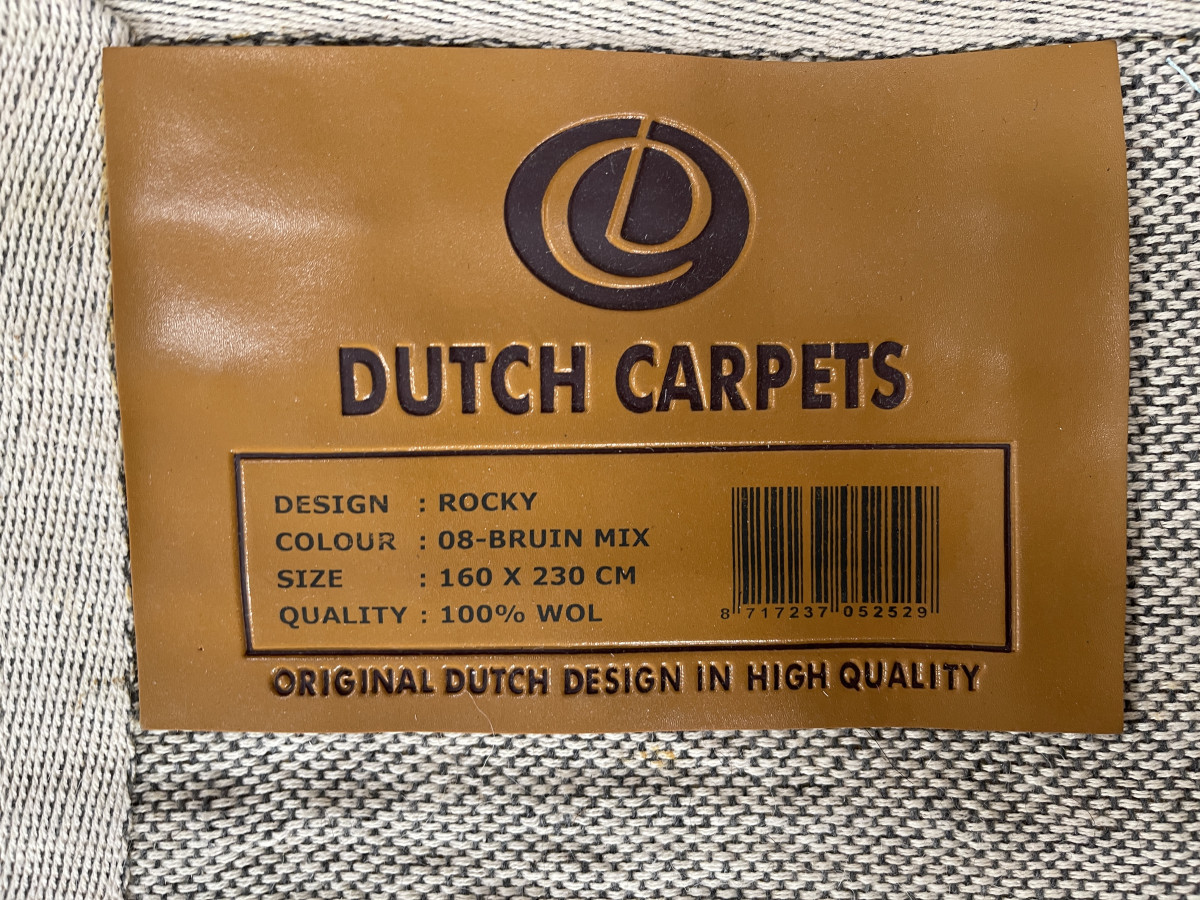 DUTCH CARPETS
DESIGN : ROCKY
COLOUR : 08-BRUIN MIX
SIZE : 160 X 230 CM
QUALITY : 100% WOL
8 717237 052529
ORIGINAL DUTCH DESIGN IN HIGH QUALITY